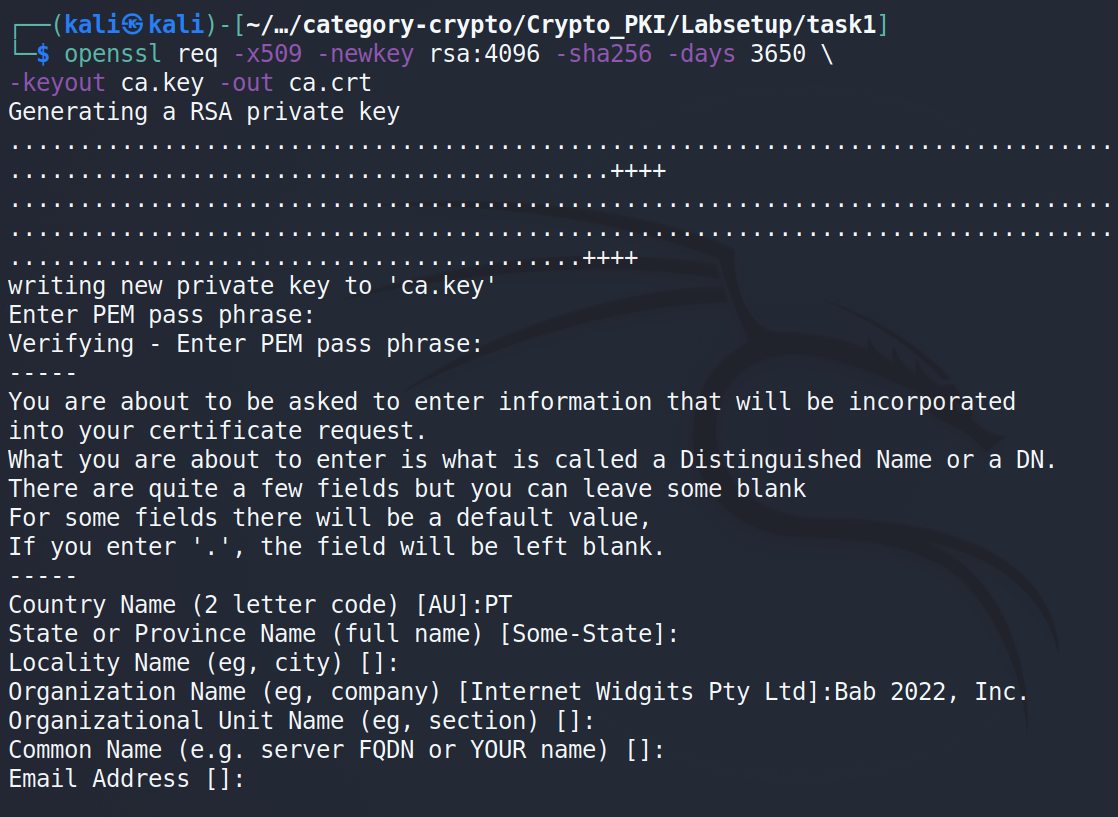 ┌──(kali㉿kali)-[~/…/category-crypto/Crypto_PKI/Labsetup/task1]
└─$ openssl req -x509 -newkey rsa:4096 -sha256 -days 3650 \
-keyout ca.key -out ca.crt
Generating a RSA private key
...............................................................................
...........................................++++
...............................................................................
...............................................................................
.........................................++++
writing new private key to 'ca.key'
Enter PEM pass phrase:
Verifying - Enter PEM pass phrase:
-----
You are about to be asked to enter information that will be incorporated
into your certificate request.
What you are about to enter is what is called a Distinguished Name or a DN.
There are quite a few fields but you can leave some blank
For some fields there will be a default value,
If you enter '.', the field will be left blank.
-----
Country Name (2 letter code) [AU]:PT
State or Province Name (full name) [Some-State]:
Locality Name (eg, city) []:
Organization Name (eg, company) [Internet Widgits Pty Ltd]:Bab 2022, Inc.
Organizational Unit Name (eg, section) []:
Common Name (e.g. server FQDN or YOUR name) []:
Email Address []: